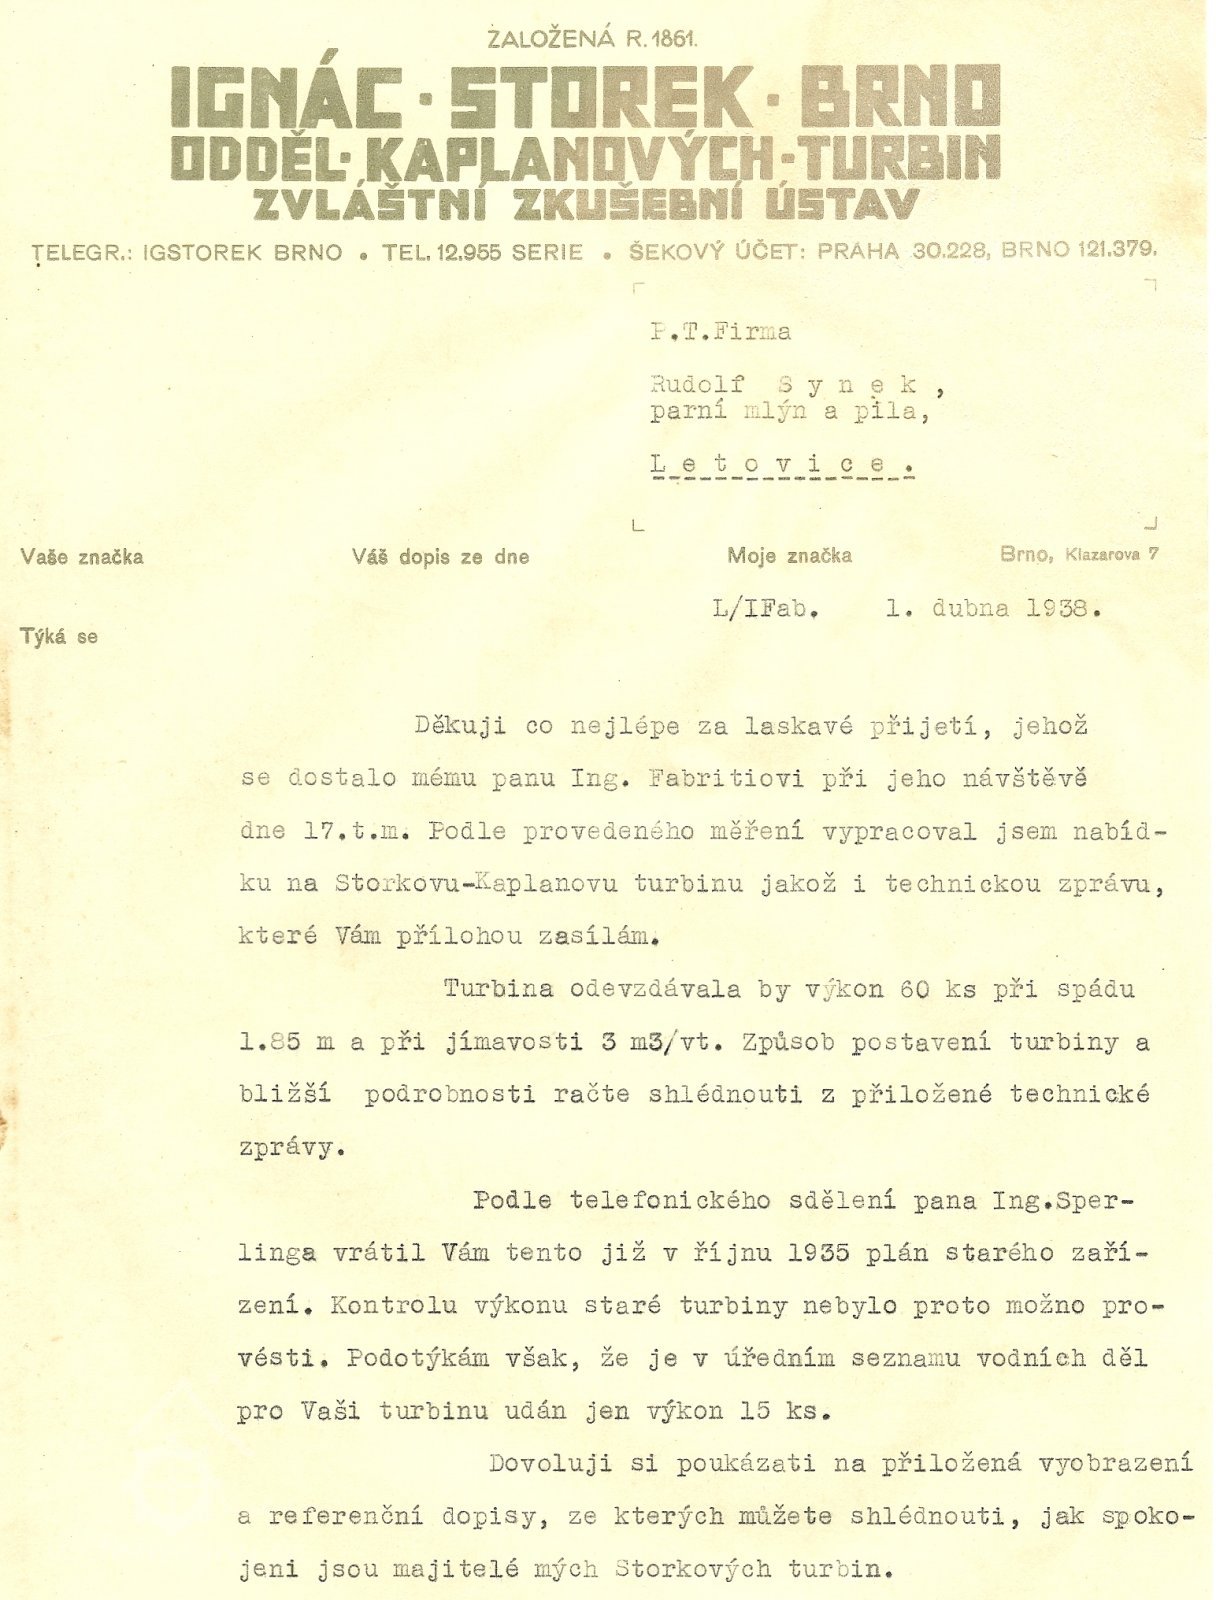 ZALOŽENÁ R. 1861.
IGNÁC · STOREK · BRNO
ODDĚL· KAPLANOVÝCH · TURBIN
ZVLÁŠTNÍ ZKUŠEBNÍ ÚSTAV
TELEGR.: IGSTOREK BRNO • TEL. 12.955 SERIE • ŠEKOVÝ ÚČET: PRAHA 30.228, BRNO 121.379.
P.T.Firma
Rudolf S y n e k ,
parní mlýn a pila,
L e t o v i c e .
Vaše značka Váš dopis ze dne Moje značka Brno, Klazarova 7
L/IFab. 1. dubna 1938.
Týká se
Děkuji co nejlépe za laskavé přijetí, jehož
se dostalo mému panu Ing. Fabritiovi při jeho návštěvě
dne 17.t.m. Podle provedeného měření vypracoval jsem nabíd-
ku na Storkovu-Kaplanovu turbinu jakož i technickou zprávu,
které Vám přílohou zasílám.
Turbina odevzdávala by výkon 60 ks při spádu
1.85 m a při jímavosti 3 m3/vt. Způsob postavení turbiny a
bližší podrobnosti račte shlédnouti z přiložené technické
zprávy.
Podle telefonického sdělení pana Ing.Sper-
linga vrátil Vám tento již v říjnu 1935 plán starého zaří-
zení. Kontrolu výkonu staré turbiny nebylo proto možno pro-
vésti. Podotýkám však, že je v úředním seznamu vodních děl
pro Vaši turbinu udán jen výkon 15 ks.
Dovoluji si poukázati na přiložená vyobrazení
a referenční dopisy, ze kterých můžete shlédnouti, jak spoko-
jeni jsou majitelé mých Storkových turbin.